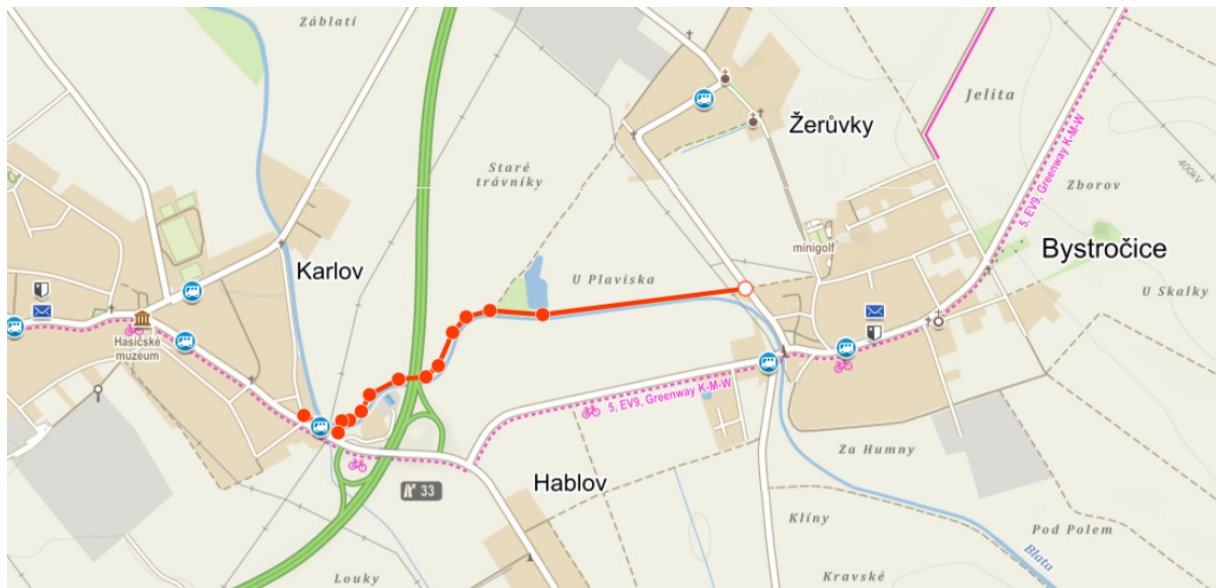 Záblatí
Jelita
Žerůvky
Staré
trávníky
400kV
Zborov
5, EV9, Greenway K-M-W
minigolf
Bystročice
Karlov
U Plaviska
U Skalky
Hasičské
muzeum
5, EV9, Greenway K-M-W
Za Humny
Hablov
33
Klíny
Pod Polem
Blata
Louky
Kravské